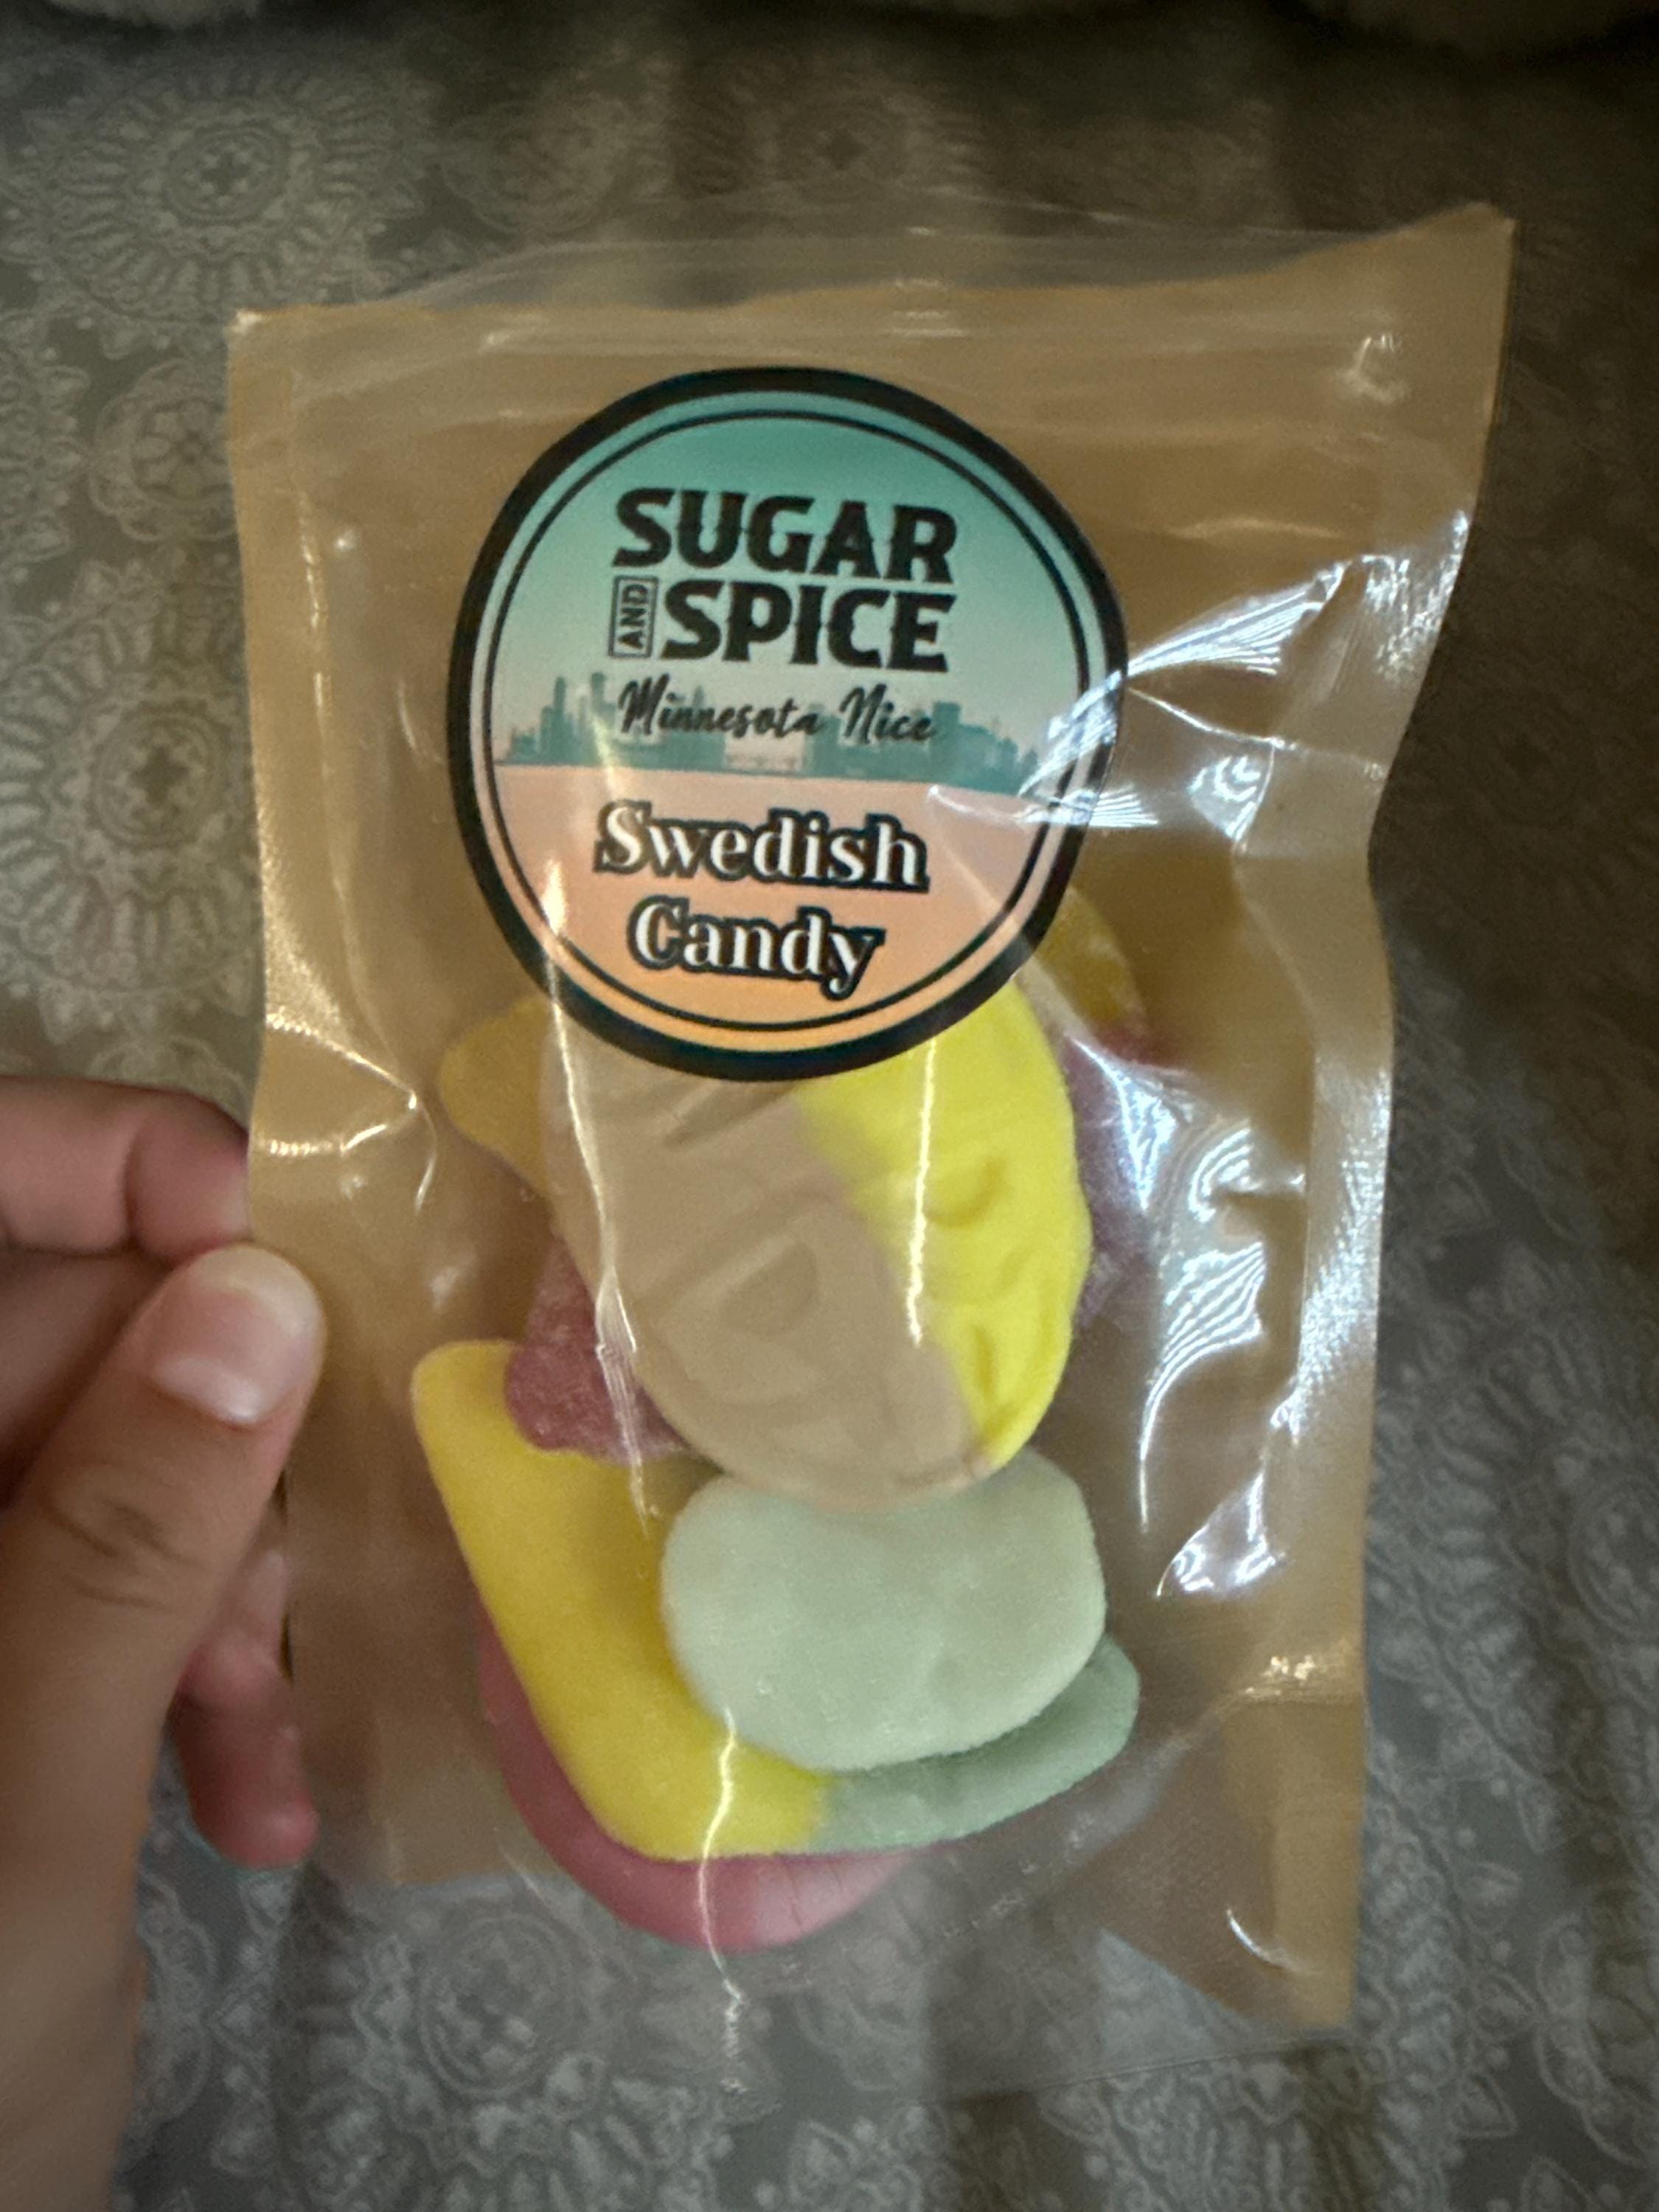 SUGAR
AND SPICE
Minnesota Nice
Swedish
Candy